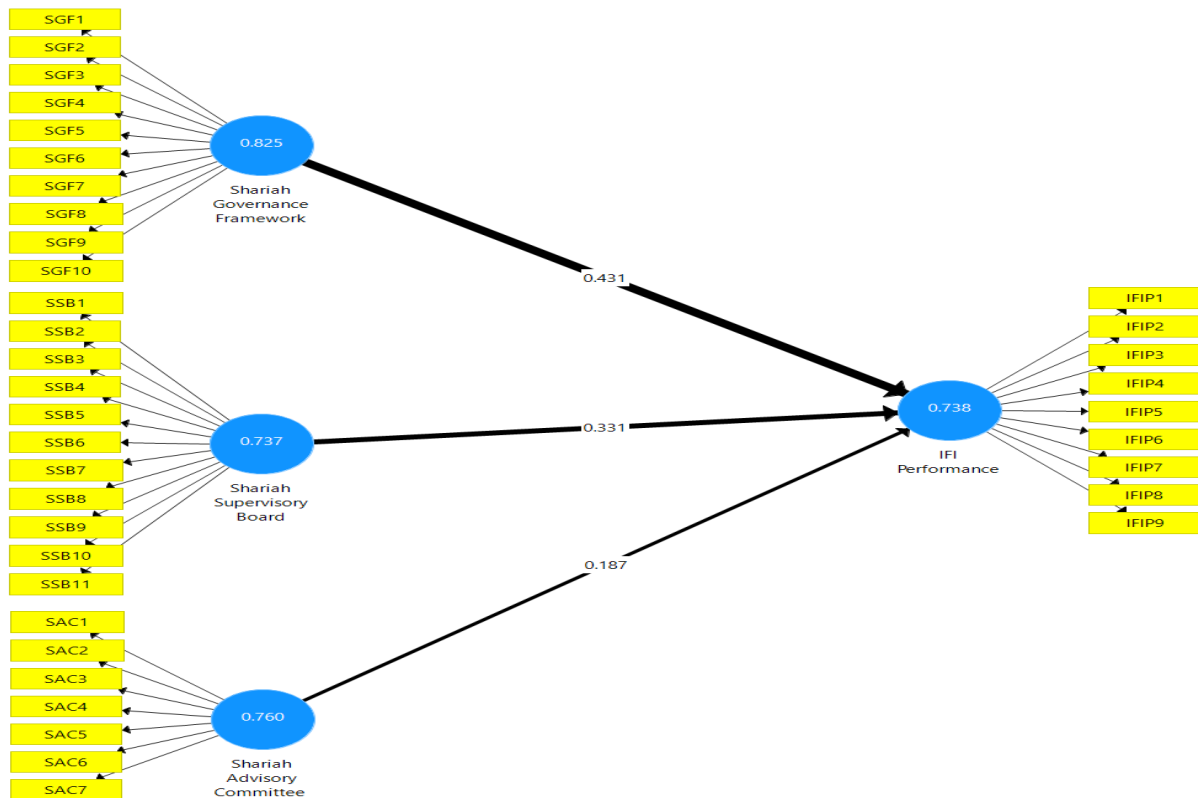 SGF1
SGF2
SGF3
SGF4
SGF5
SGF6
SGF7
SGF8
SGF9
SGF10
0.825
Shariah
Governance
Framework
SSB1
SSB2
SSB3
SSB4
SSB5
SSB6
SSB7
SSB8
SSB9
SSB10
SSB11
0.737
Shariah
Supervisory
Board
SAC1
SAC2
SAC3
SAC4
SAC5
SAC6
SAC7
0.760
Shariah
Advisory
Committee
0.431
0.331
0.187
0.738
IFI
Performance
IFIP1
IFIP2
IFIP3
IFIP4
IFIP5
IFIP6
IFIP7
IFIP8
IFIP9